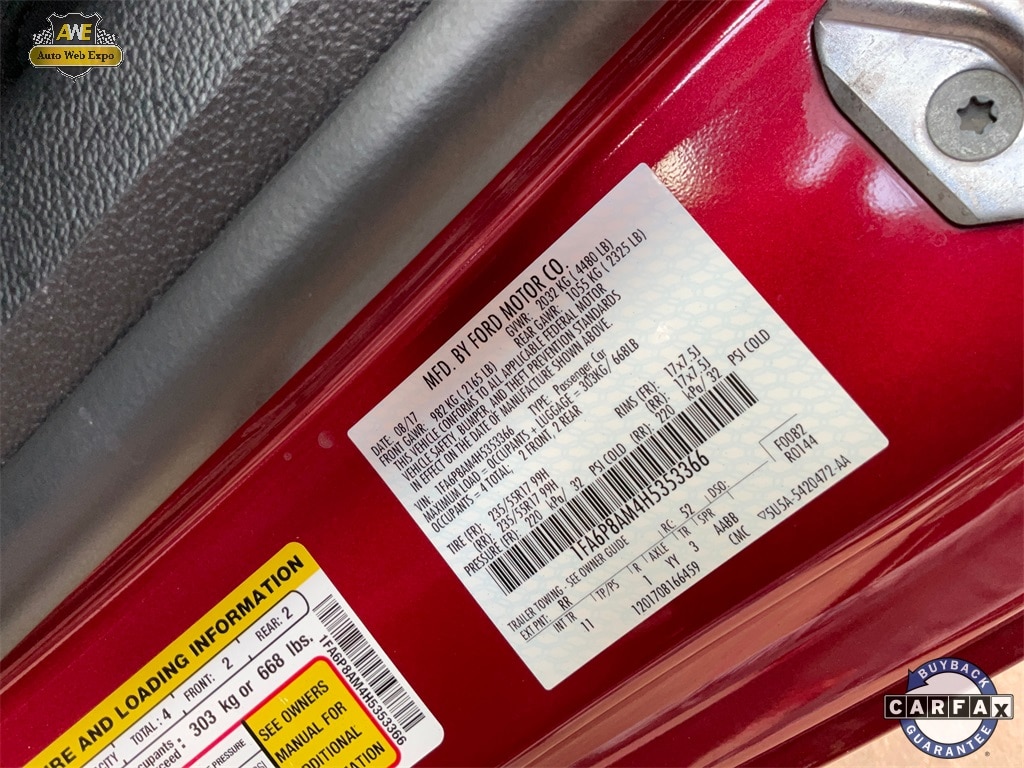 AWE
Auto Web Expo
MFD. BY FORD MOTOR CO
DATE: 08/17 GVWR: 2032 KG ( 4480 LB)
FRONT GAWR: 982 KG ( 2165 LB) REAR GAWR: 1055 KG ( 2325 LB)
THIS VEHICLE CONFORMS TO ALL APPLICABLE FEDERAL MOTOR
VEHICLE SAFETY, BUMPER, AND THEFT PREVENTION STANDARDS
IN EFFECT ON THE DATE OF MANUFACTURE SHOWN ABOVE.
VIN: 1FA6P8AM4H5353366 TYPE: Passenger Car
MAXIMUM LOAD = OCCUPANTS + LUGGAGE = 303KG/ 668LB
OCCUPANTS = 4 TOTAL; 2 FRONT, 2 REAR
TIRE (FR): 235/55R17 99H RIMS (FR): 17x7.5J
(RR): 235/55R17 99H (RR): 17x7.5J
PRESSURE (FR): 220 kPa/ 32 PSI COLD (RR): 220 kPa/ 32 PSI COLD
1FA6P8AM4H5353366
TRAILER TOWING - SEE OWNER GUIDE
EXT PNT: RR RC: 52 DSO: F0082
INT TR TP/PS R AXLE TR SPR R0144
11 1 YY 3 AABB
1201708166459 CMC ▽5U5A-5420472-AA
TIRE AND LOADING INFORMATION
TOTAL: 4 FRONT: 2 REAR: 2
303 kg or 668 lbs.
1FA6P8AM4H5353366
PRESSURE
SEE OWNERS
MANUAL FOR
ADDITIONAL
BUYBACK
CARFAX
GUARANTEE